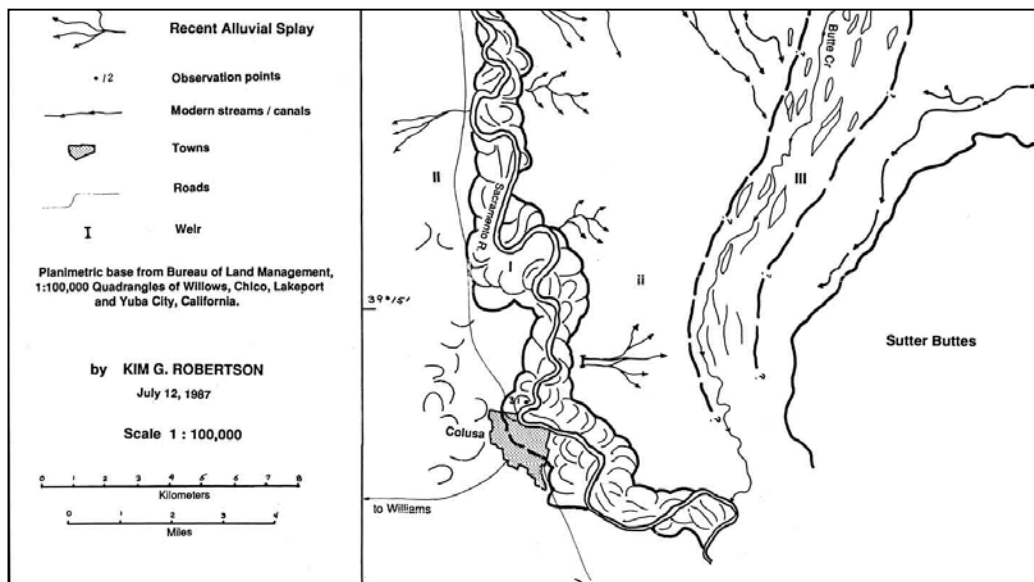 Recent Alluvial Splay
• 12
Observation points
Modern streams / canals
Towns
Roads
I
Weir
Planimetric base from Bureau of Land Management,
1:100,000 Quadrangles of Willows, Chico, Lakeport
and Yuba City, California.
by KIM G. ROBERTSON
July 12, 1987
Scale 1 : 100,000
0 1 2 3 4 5 6 7 8
Kilometers
0 1 2 3 4
Miles
Butte Cr.
?
?
?
III
II
Sacramento R.
I
ii
39°15'
Sutter Buttes
?
?
Colusa
to Williams